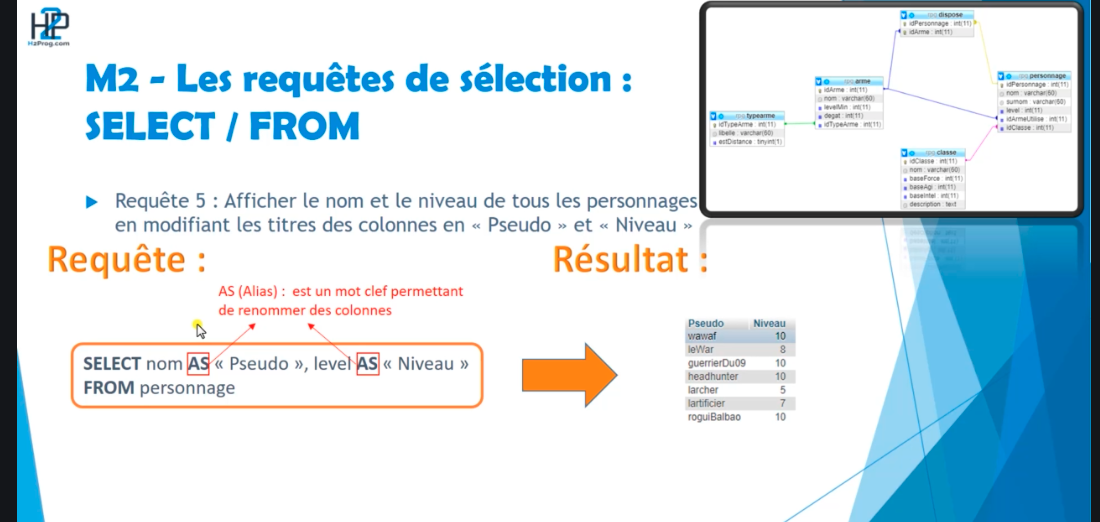 H2P
H2Prog.com
M2 - Les requêtes de sélection :
SELECT / FROM
rpg dispose
idPersonnage : int(11)
idArme : int(11)
rpg arme
idArme : int(11)
nom : varchar(60)
levelMin : int(11)
degat : int(11)
idTypeArme : int(11)
rpg personnage
idPersonnage : int(11)
nom : varchar(60)
surnom : varchar(60)
level : int(11)
idArmeUtilise : int(11)
idClasse : int(11)
rpg typearme
idTypeArme : int(11)
libelle : varchar(60)
estDistance : tinyint(1)
rpg classe
idClasse : int(11)
nom : varchar(60)
baseForce : int(11)
baseAgi : int(11)
baseIntel : int(11)
description : text
Requête 5 : Afficher le nom et le niveau de tous les personnages
en modifiant les titres des colonnes en « Pseudo » et « Niveau »
Requête :
Résultat :
AS (Alias) : est un mot clef permettant
de renommer des colonnes
SELECT nom AS « Pseudo », level AS « Niveau »
FROM personnage
Pseudo Niveau
wawaf 10
leWar 8
guerrierDu09 10
headhunter 10
larcher 5
lartificier 7
roguiBalbao 10